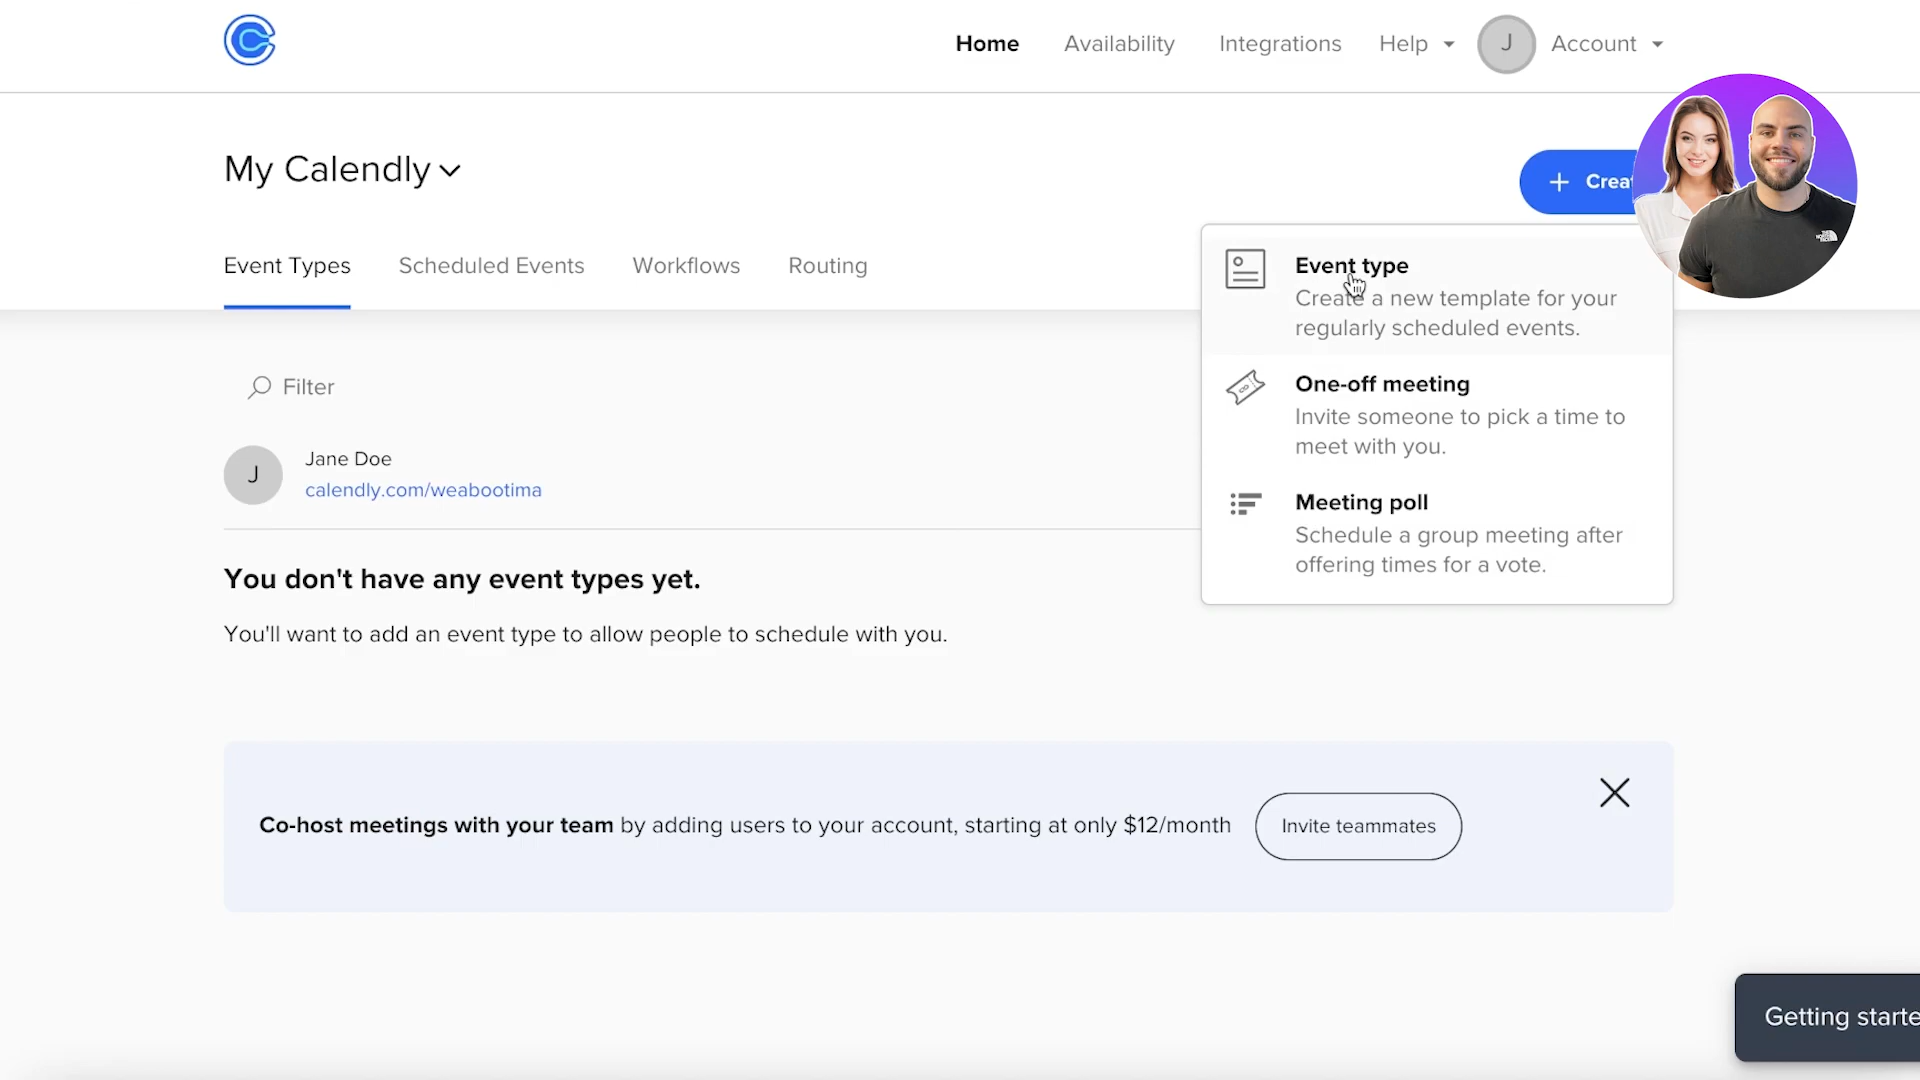 Home
Availability
Integrations
Help
J
Account
My Calendly
Event Types
Scheduled Events
Workflows
Routing
Event type
Create a new template for your
regularly scheduled events.
One-off meeting
Invite someone to pick a time to
meet with you.
Meeting poll
Schedule a group meeting after
offering times for a vote.
Filter
J
Jane Doe
calendly.com/weabootima
You don't have any event types yet.
You'll want to add an event type to allow people to schedule with you.
Co-host meetings with your team by adding users to your account, starting at only $12/month
Invite teammates
Getting starte